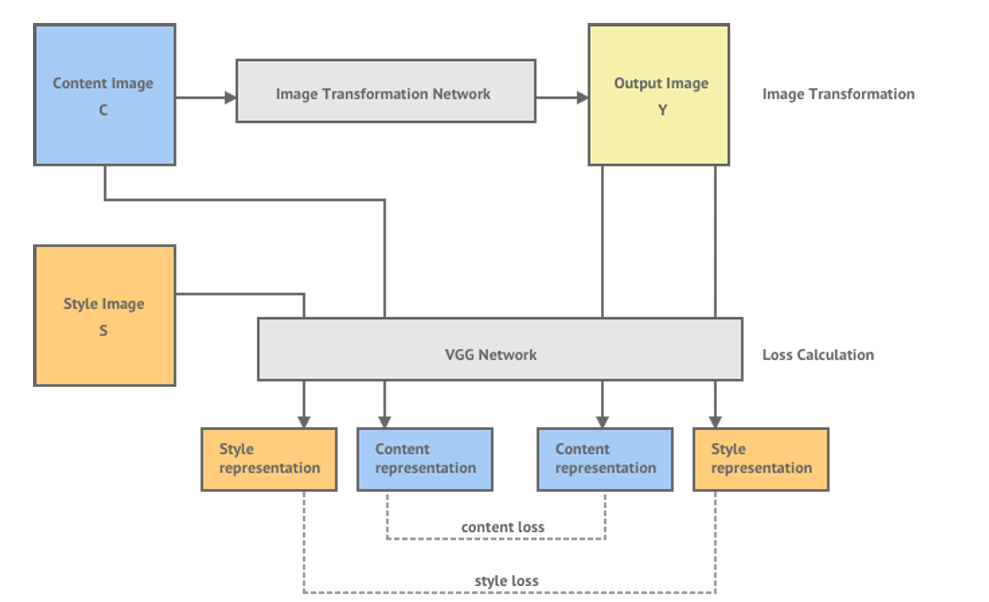 Content Image
C
Image Transformation Network
Output Image
Y
Image Transformation
Style Image
S
VGG Network
Loss Calculation
Style
representation
Content
representation
Content
representation
Style
representation
content loss
style loss